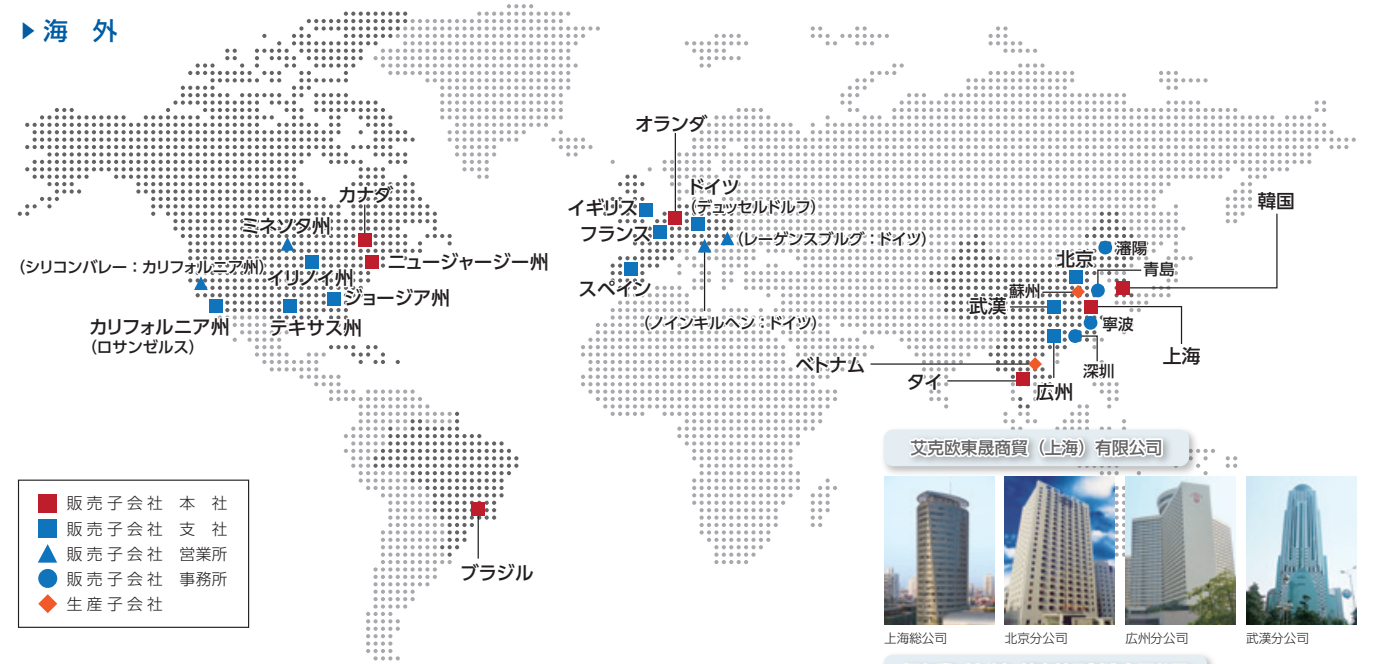 海 外
オランダ
カナダ
ドイツ
(デュッセルドルフ)
イギリス
韓国
ミネソタ州
フランス
(レーゲンスブルグ：ドイツ)
瀋陽
(シリコンバレー：カリフォルニア州)
イリノイ州
ニュージャージー州
北京
青島
スペイン
蘇州
ジョージア州
武漢
カリフォルニア州
(ロサンゼルス)
テキサス州
(ノインキルヘン：ドイツ)
寧波
上海
ベトナム
深圳
タイ
広州
艾克欧東晟商貿（上海）有限公司
販売子会社 本 社
販売子会社 支 社
販売子会社 営業所
販売子会社 事務所
生産子会社
ブラジル
上海総公司
北京分公司
広州分公司
武漢分公司